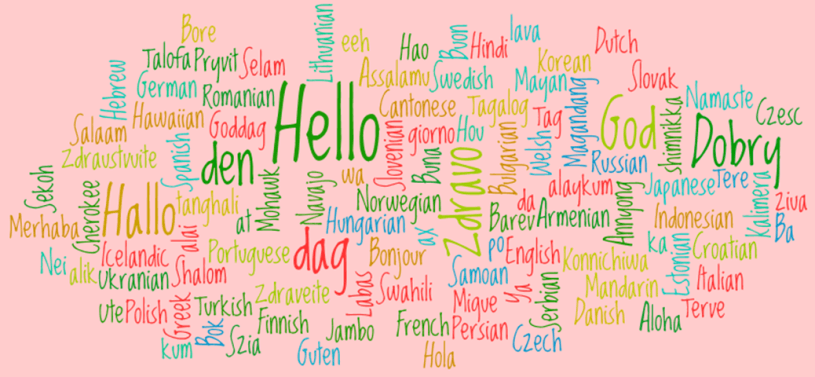 Bore
Talofa Pryvit Selam
Hebrew
German
Romanian
Hawaiian
Goddag
Salaam
Zdraustvuite
Spanish
den
Sekoh
Cherokee
Merhaba
Hallo
tanghali
at
Mohawk
Icelandic
alai
Nei
alik
Portuguese
Ukranian
Shalom
ute
Polish
Greek
Turkish
Zdraveite
kum
Bok
Szia
Finnish
Guten
Lithuanian
eeh
Hao
Buon
Hindi
lava
Dutch
Assalamu
Swedish
Mayan
Korean
Slovak
Hello
Cantonese
Tagalog
Tag
Magandang
God
shimnikka
Namaste
Czesc
Slovenian
giorno
Hou
Bulgarian
Welsh
Dobry
Navajo
wa
Buna
Zdravo
Russian
alaykum
Japanese
Tere
Norwegian
da
Annyong
Kalimera
ziva
Hungarian
ax
Barev
Armenian
Indonesian
Ba
dag
Bonjour
po
English
ka
Estonian
Croatian
Konnichiwa
Labas
Swahili
Samoan
Mandarin
Italian
Mique
Ya
Serbian
Danish
Aloha
Terve
Jambo
French
Persian
Czech
Hola